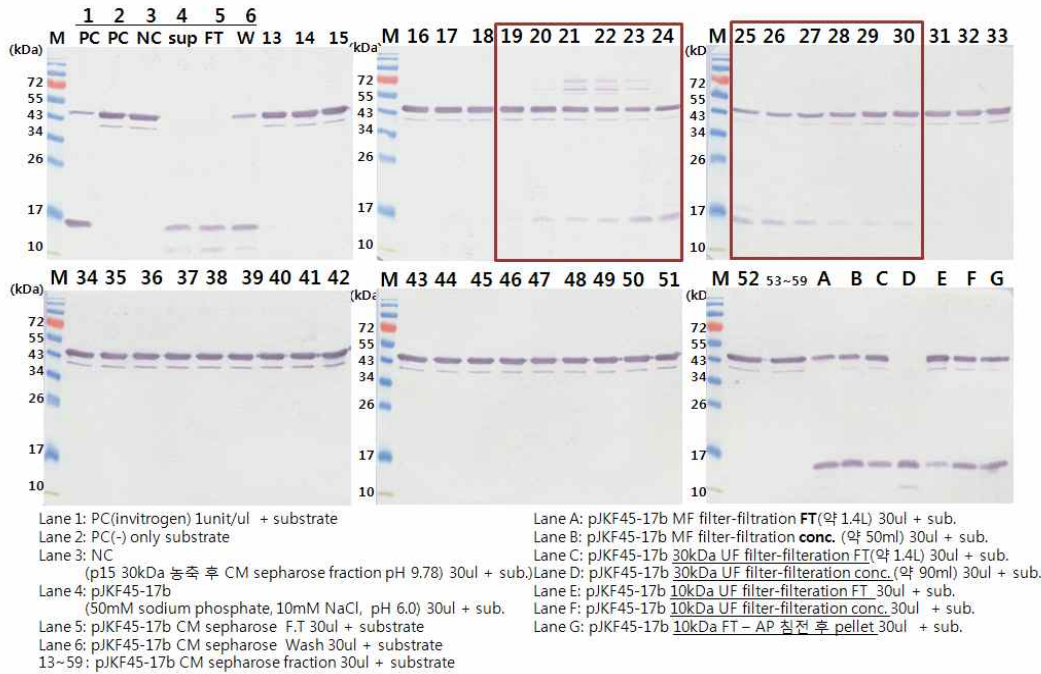 1 2 3 4 5 6
M PC PC NC sup FT W 13 14 15
(kDa)
72
55
43
34
26
17
10
M 16 17 18 19 20 21 22 23 24
(kDa)
72
55
43
34
26
17
10
M 25 26 27 28 29 30 31 32 33
(kD
72
55
43
34
26
17
10
M 34 35 36 37 38 39 40 41 42
(kDa)
72
55
43
34
26
17
10
M 43 44 45 46 47 48 49 50 51
(kDa)
72
55
43
34
26
17
10
M 52 53~59 A B C D E F G
(kDa)
72
55
43
34
26
17
10
Lane 1: PC(invitrogen) 1unit/ul + substrate
Lane 2: PC(-) only substrate
Lane 3: NC
(p15 30kDa 농축 후 CM sepharose fraction pH 9.78) 30ul + sub.)
Lane 4: pJKF45-17b
(50mM sodium phosphate, 10mM NaCl, pH 6.0) 30ul + sub.
Lane 5: pJKF45-17b CM sepharose F.T 30ul + substrate
Lane 6: pJKF45-17b CM sepharose Wash 30ul + substrate
13~59 : pJKF45-17b CM sepharose fraction 30ul + substrate
Lane A: pJKF45-17b MF filter-filtration FT(약 1.4L) 30ul + sub.
Lane B: pJKF45-17b MF filter-filtration conc. (약 50ml) 30ul + sub.
Lane C: pJKF45-17b 30kDa UF filter-filteration FT(약 1.4L) 30ul + sub.
Lane D: pJKF45-17b 30kDa UF filter-filteration conc. (약 90ml) 30ul + sub.
Lane E: pJKF45-17b 10kDa UF filter-filteration FT 30ul + sub.
Lane F: pJKF45-17b 10kDa UF filter-filteration conc. 30ul + sub.
Lane G: pJKF45-17b 10kDa FT – AP 침전 후 pellet 30ul + sub.